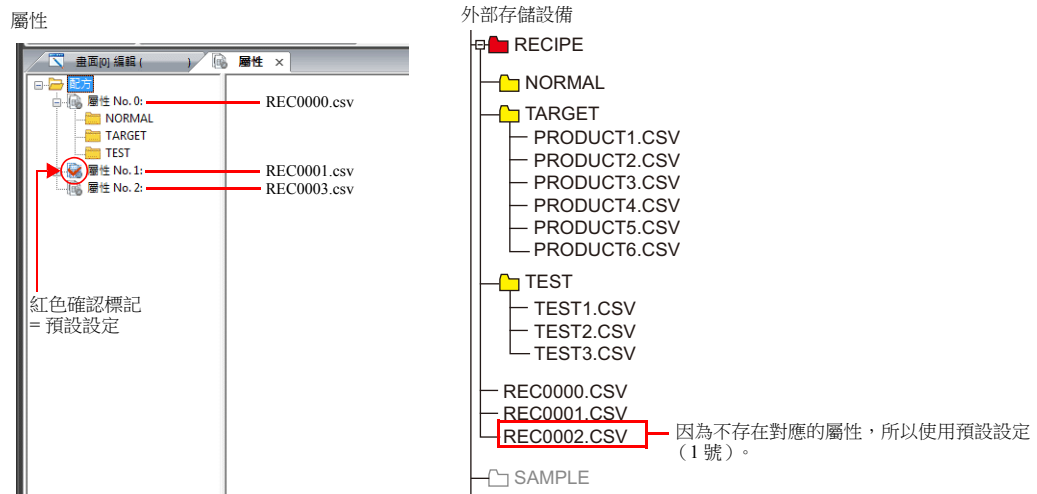 屬性
畫面[0] 編輯 ( )
屬性 ×
配方
屬性 No. 0:
REC0000.csv
NORMAL
TARGET
TEST
屬性 No. 1:
REC0001.csv
屬性 No. 2:
REC0003.csv
紅色確認標記
= 預設設定
外部存儲設備
RECIPE
NORMAL
TARGET
PRODUCT1.CSV
PRODUCT2.CSV
PRODUCT3.CSV
PRODUCT4.CSV
PRODUCT5.CSV
PRODUCT6.CSV
TEST
TEST1.CSV
TEST2.CSV
TEST3.CSV
REC0000.CSV
REC0001.CSV
REC0002.CSV
因為不存在對應的屬性，所以使用預設設定
（1 號）。
SAMPLE